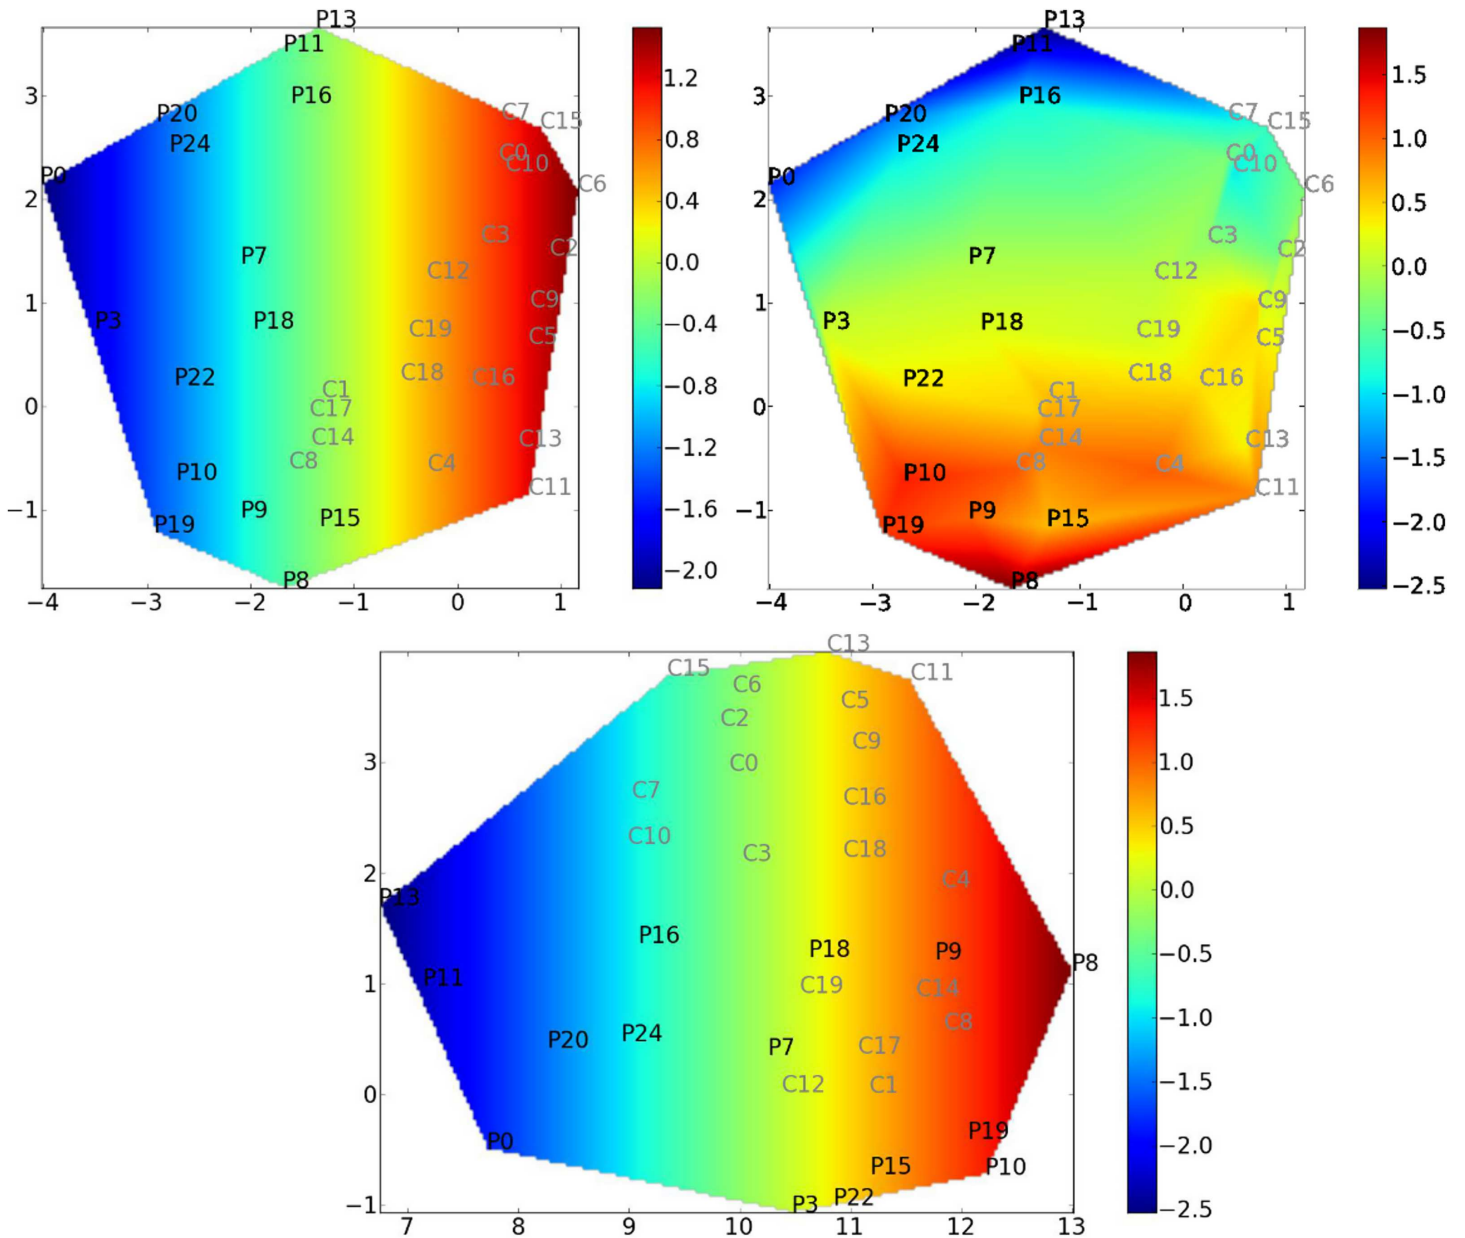 P13 P13
P11 P11
1.2 1.5
3 P16 3 P16
P20 C7 P20 C7
C15 C15
P24 0.8 P24 1.0
C0 C0
C10 C10
P0 C6 P0 C6
2 0.4 2 0.5
C3 C3
P7 C2 P7 C2
C12 0.0 C12 0.0
1 C9 1 C9
P3 P18 C19 −0.4 P3 P18 C19 −0.5
C5 C5
P22 C18 C16 −0.8 P22 C18 C16 −1.0
C1 C1
0 C17 0 C17
C14 C13 −1.2 C14 C13 −1.5
C8 C4 C8 C4
P10 P10
−1 P9 C11 −1.6 −1 P9 C11 −2.0
P19 P15 P19 P15
P8 −2.0 P8 −2.5
−4 −3 −2 −1 0 1 −4 −3 −2 −1 0 1
C13
C15 C11
C6 C5 1.5
C2
C9
3 C0 1.0
C7 C16
C10 0.5
C3 C18
2 C4 0.0
P13
P16 P18 P9 −0.5
P8
1 P11 C19 C14 −1.0
C8
P20 P24 P7 C17
0 C12 C1 −1.5
P19
P0 −2.0
P15 P10
−1 P3 P22 −2.5
7 8 9 10 11 12 13